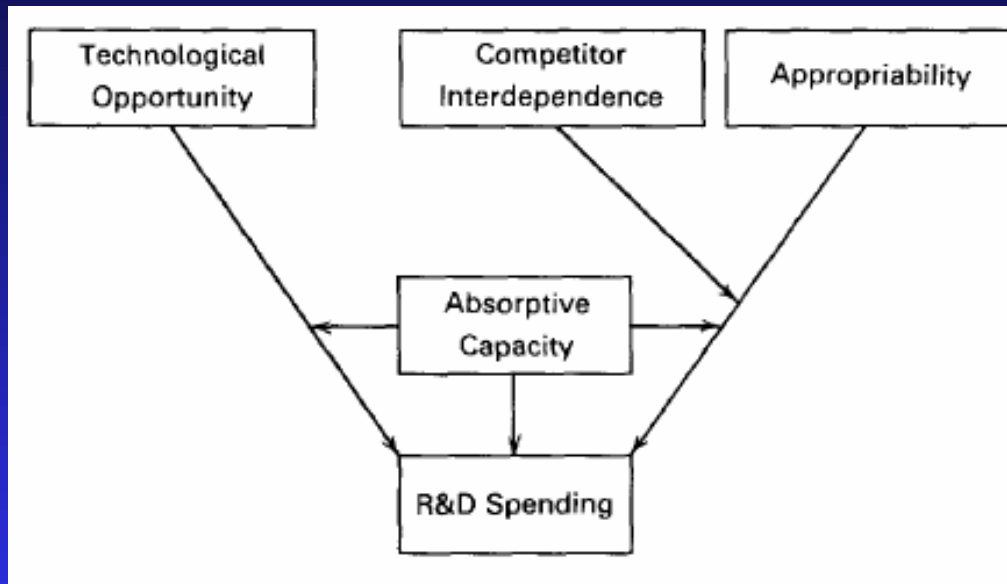 Technological
Opportunity
Competitor
Interdependence
Appropriability
Absorptive
Capacity
R&D Spending